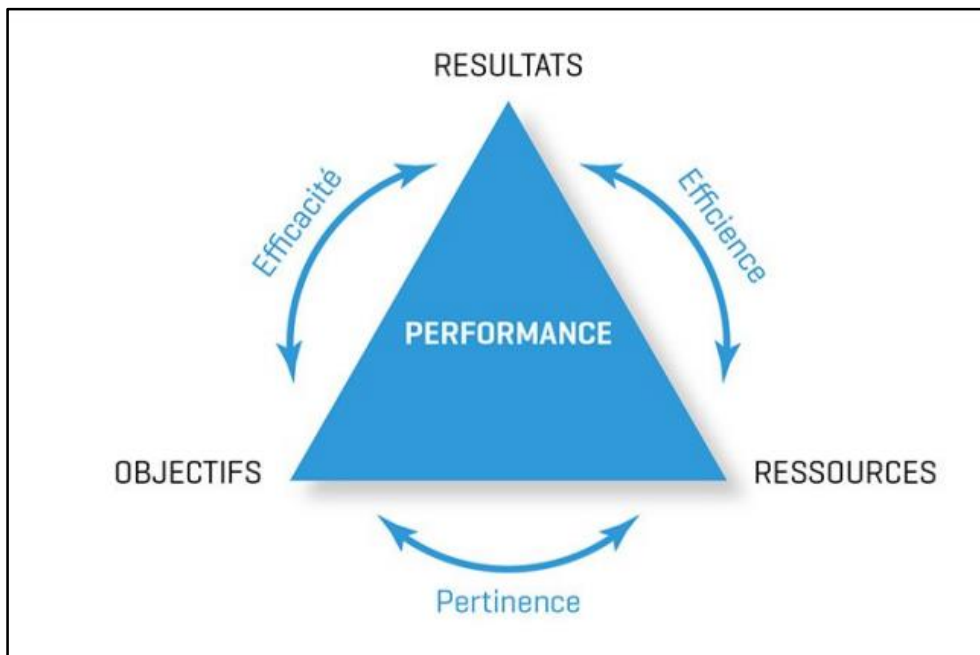 RESULTATS
Efficacité
Efficience
PERFORMANCE
OBJECTIFS
RESSOURCES
Pertinence